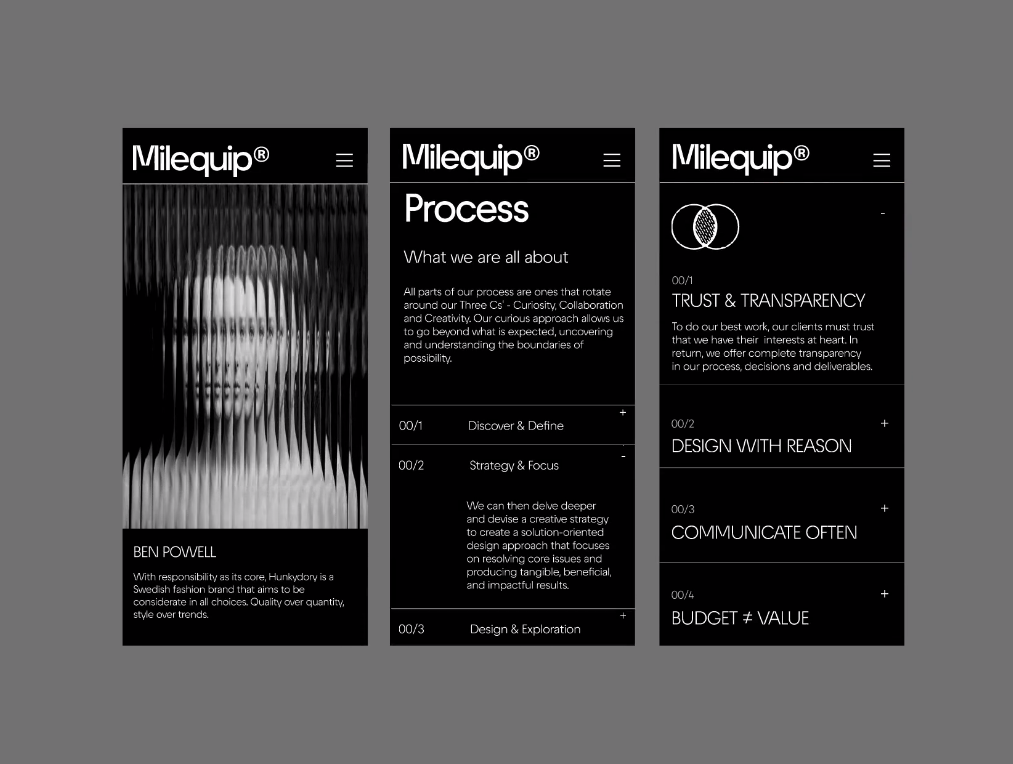 Milequip®
BEN POWELL
With responsibility as its core, Hunkydory is a
Swedish fashion brand that aims to be
considerate in all choices. Quality over quantity,
style over trends.
Milequip®
Process
What we are all about
All parts of our process are ones that rotate
around our Three Cs' - Curiosity, Collaboration
and Creativity. Our curious approach allows us
to go beyond what is expected, uncovering
and understanding the boundaries of
possibility.
+
00/1 Discover & Define
-
00/2 Strategy & Focus
We can then delve deeper
and devise a creative strategy
to create a solution-oriented
design approach that focuses
on resolving core issues and
producing tangible, beneficial,
and impactful results.
+
00/3 Design & Exploration
Milequip®
-
00/1
TRUST & TRANSPARENCY
To do our best work, our clients must trust
that we have their interests at heart. In
return, we offer complete transparency
in our process, decisions and deliverables.
00/2 +
DESIGN WITH REASON
00/3 +
COMMUNICATE OFTEN
00/4 +
BUDGET ≠ VALUE